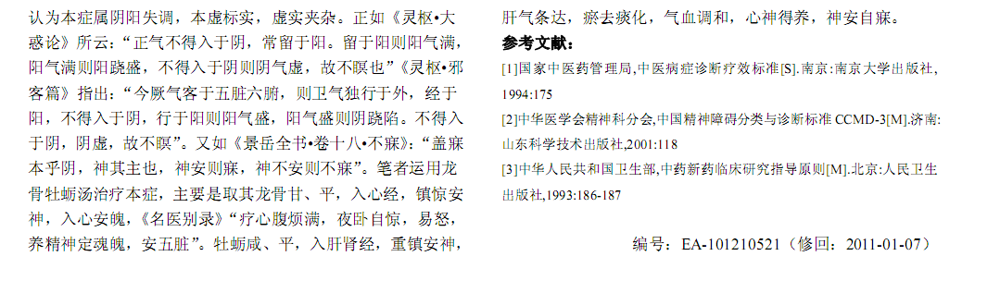 认为本症属阴阳失调，本虚标实，虚实夹杂。正如《灵枢•大
惑论》所云：“正气不得入于阴，常留于阳。留于阳则阳气满，
阳气满则阳跷盛，不得入于阴则阴气虚，故不瞑也”《灵枢•邪
客篇》指出：“今厥气客于五脏六腑，则卫气独行于外，经于
阳，不得入于阴，行于阳则阳气盛，阳气盛则阴跷陷。不得入
于阴，阴虚，故不瞑”。又如《景岳全书•卷十八•不寐》：“盖寐
本乎阴，神其主也，神安则寐，神不安则不寐”。笔者运用龙
骨牡蛎汤治疗本症，主要是取其龙骨甘、平，入心经，镇惊安
神，入心安魄，《名医别录》“疗心腹烦满，夜卧自惊，易怒，
养精神定魂魄，安五脏”。牡蛎咸、平，入肝肾经，重镇安神，
肝气条达，瘀去痰化，气血调和，心神得养，神安自寐。
参考文献：
[1]国家中医药管理局,中医病症诊断疗效标准[S].南京:南京大学出版社,
1994:175
[2]中华医学会精神科分会,中国精神障碍分类与诊断标准 CCMD-3[M].济南:
山东科学技术出版社,2001:118
[3]中华人民共和国卫生部,中药新药临床研究指导原则[M].北京:人民卫生
出版社,1993:186-187
编号：EA-101210521（修回：2011-01-07）